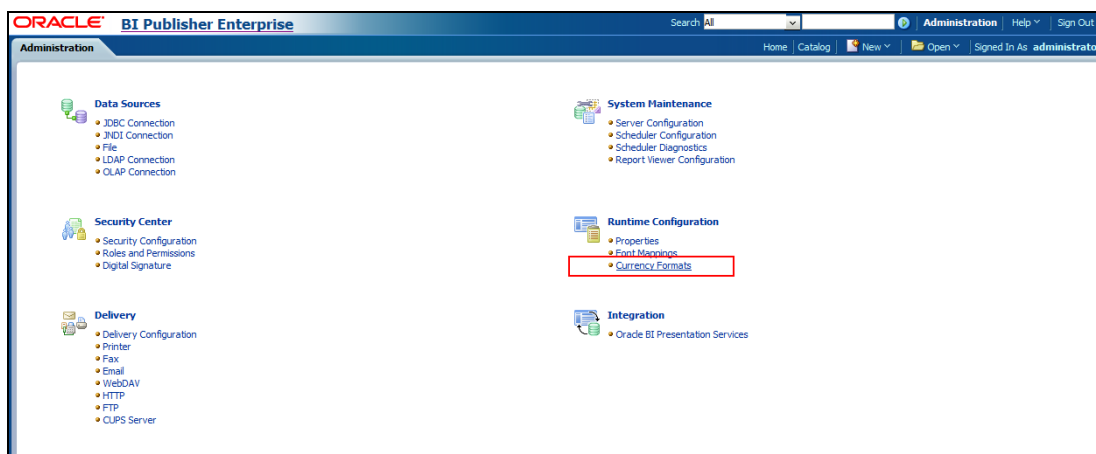 ORACLE BI Publisher Enterprise
Search All Administration Help Sign Out
Administration
Home Catalog New Open Signed In As administrato
Data Sources
JDBC Connection
JNDI Connection
File
LDAP Connection
OLAP Connection
System Maintenance
Server Configuration
Scheduler Configuration
Scheduler Diagnostics
Report Viewer Configuration
Security Center
Security Configuration
Roles and Permissions
Digital Signature
Runtime Configuration
Properties
Font Mappings
Currency Formats
Delivery
Delivery Configuration
Printer
Fax
Email
WebDAV
HTTP
FTP
CUPS Server
Integration
Oracle BI Presentation Services